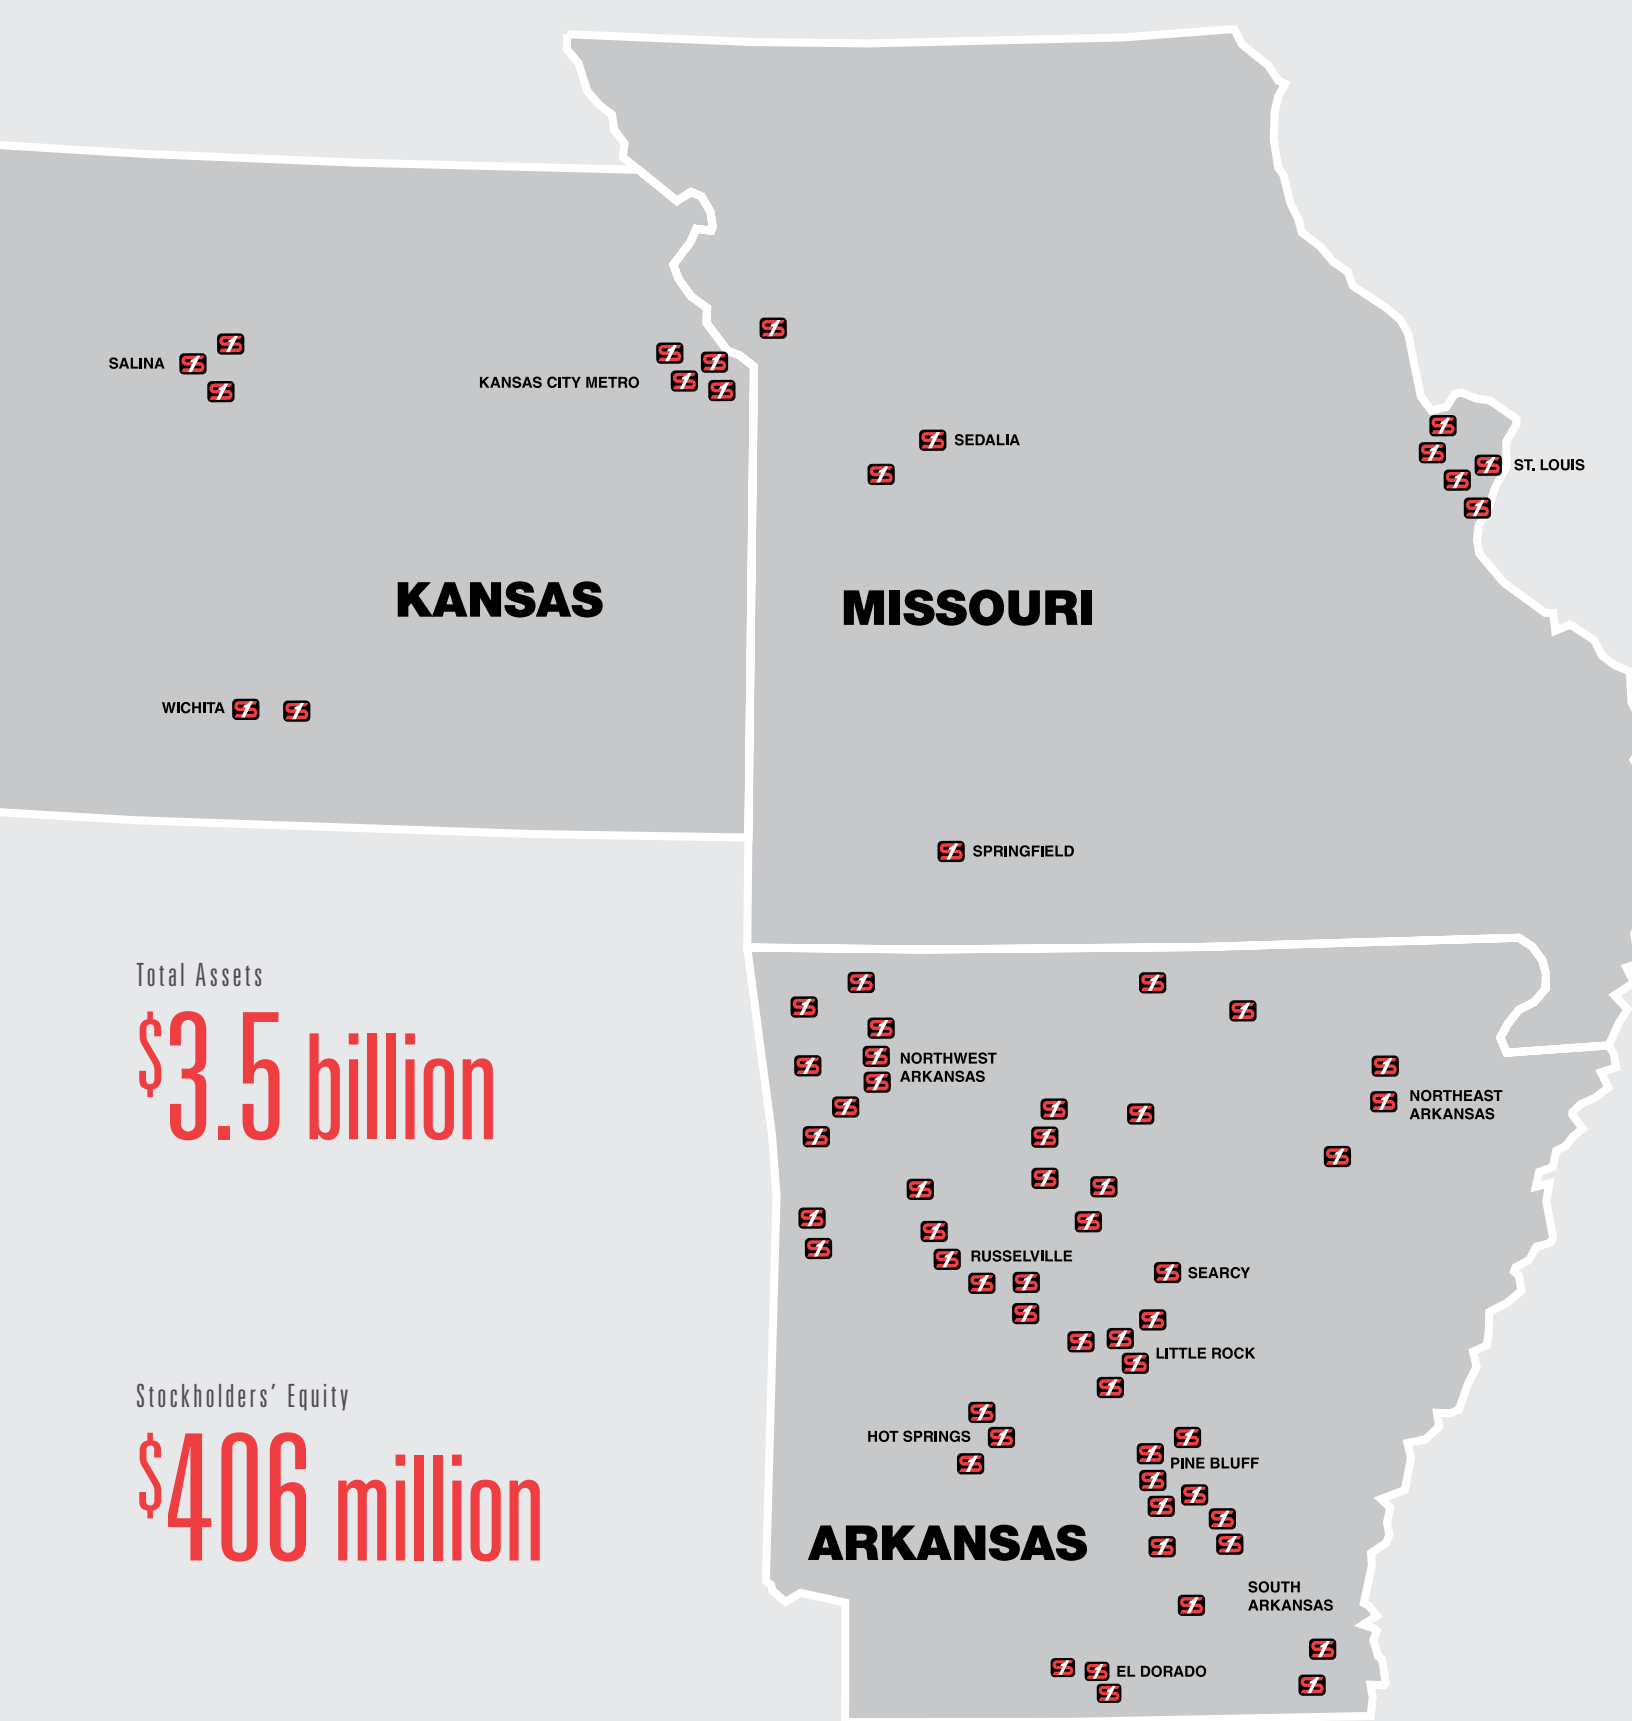 SALINA
KANSAS CITY METRO
SEDALIA
ST. LOUIS
KANSAS
MISSOURI
WICHITA
SPRINGFIELD
Total Assets
$3.5 billion
NORTHWEST
ARKANSAS
NORTHEAST
ARKANSAS
RUSSELVILLE
SEARCY
LITTLE ROCK
Stockholders’ Equity
$406 million
HOT SPRINGS
PINE BLUFF
ARKANSAS
SOUTH
ARKANSAS
EL DORADO